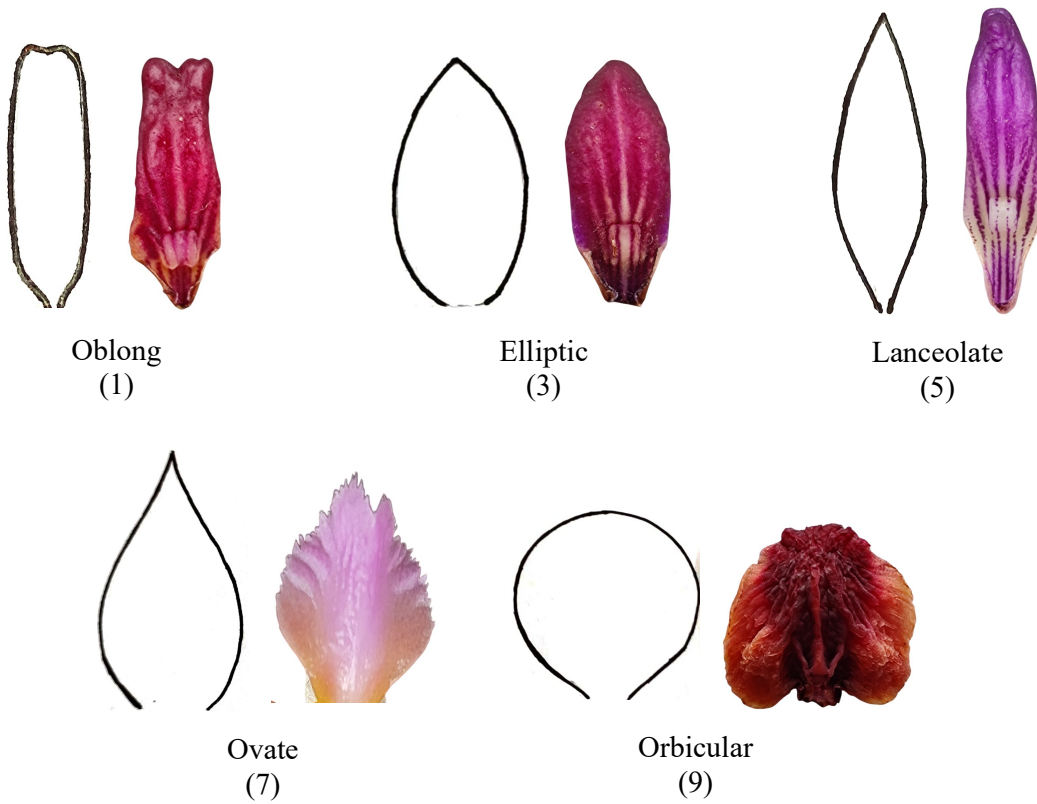 Oblong
(1)
Elliptic
(3)
Lanceolate
(5)
Ovate
(7)
Orbicular
(9)